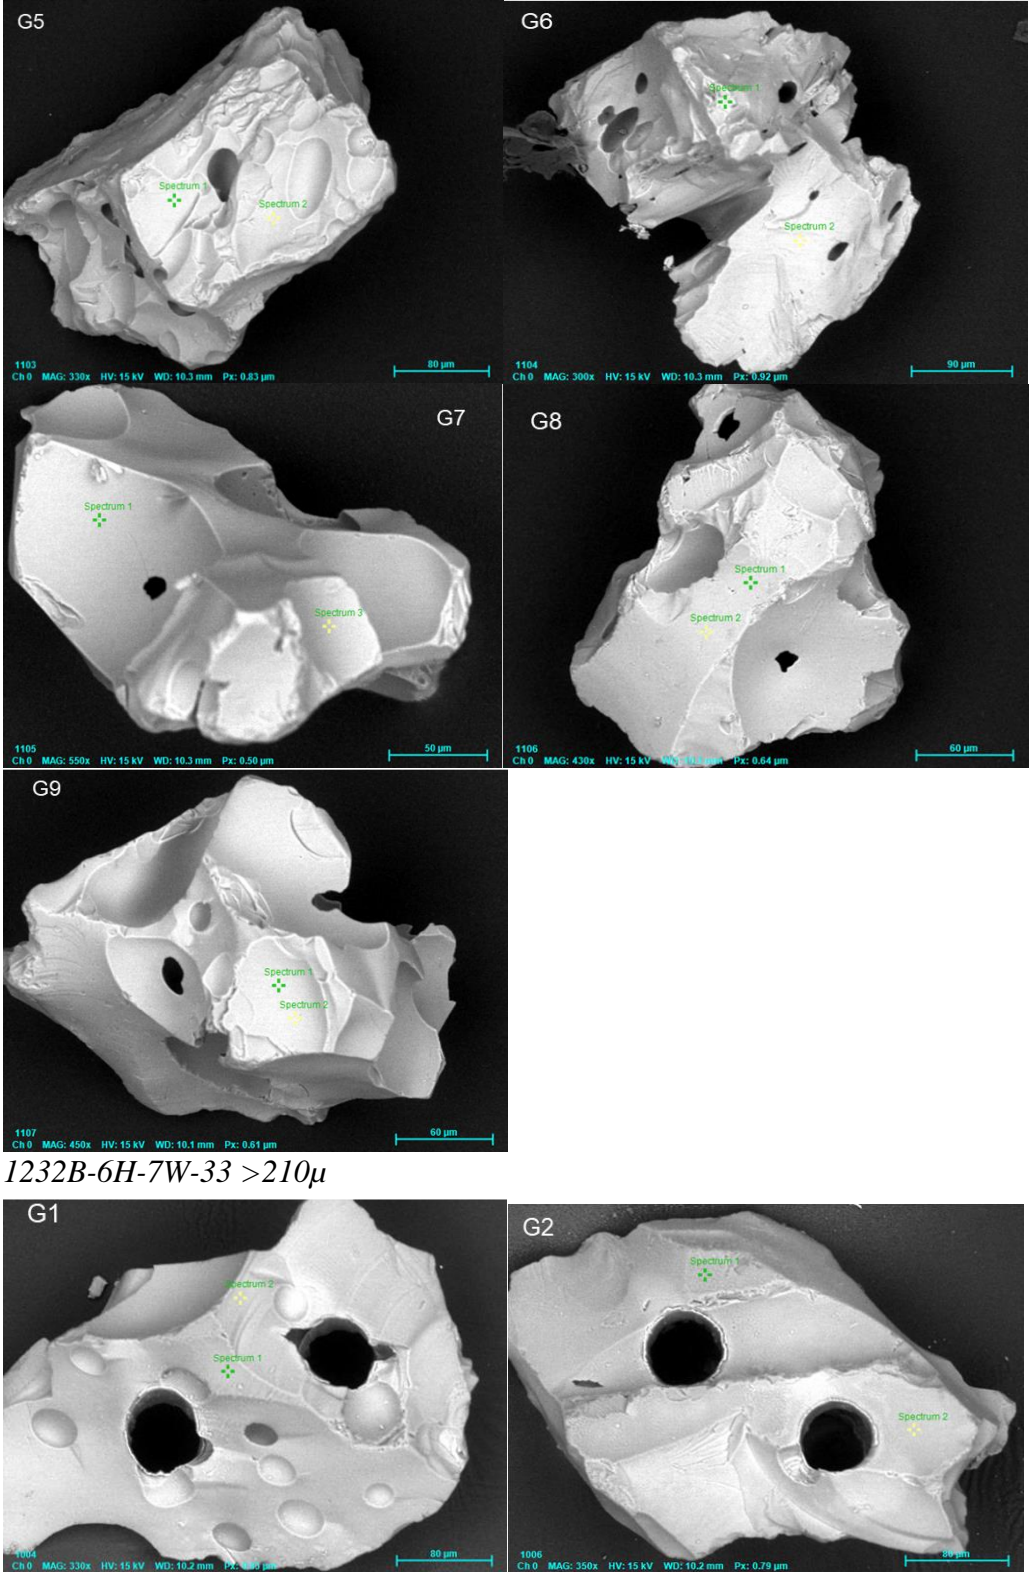 G5
Spectrum 1
Spectrum 2
1103
80 µm
Ch 0 MAG: 330x HV: 15 kV WD: 10.3 mm Px: 0.83 µm
G6
Spectrum 1
Spectrum 2
1104
90 µm
Ch 0 MAG: 300x HV: 15 kV WD: 10.3 mm Px: 0.92 µm
G7
Spectrum 1
Spectrum 3
1105
50 µm
Ch 0 MAG: 550x HV: 15 kV WD: 10.3 mm Px: 0.50 µm
G8
Spectrum 1
Spectrum 2
1106
60 µm
Ch 0 MAG: 430x HV: 15 kV Px: 0.64 µm
G9
Spectrum 1
Spectrum 2
1107
60 µm
Ch 0 MAG: 450x HV: 15 kV WD: 10.1 mm Px: 0.61 µm
1232B-6H-7W-33 >210µ
G1
Spectrum 2
Spectrum 1
1004
80 µm
Ch 0 MAG: 330x HV: 15 kV WD: 10.2 mm Px:
G2
Spectrum 1
Spectrum 2
1006
Ch 0 MAG: 350x HV: 15 kV WD: 10.2 mm Px: 0.79 µm